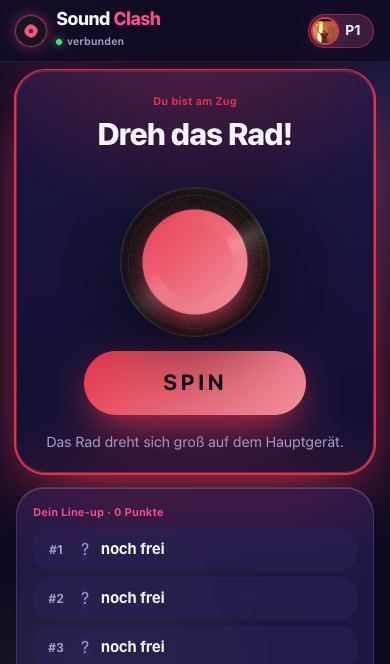 Sound Clash
verbunden
P1
Du bist am Zug
Dreh das Rad!
SPIN
Das Rad dreht sich groß auf dem Hauptgerät.
Dein Line-up · 0 Punkte
#1 ? noch frei
#2 ? noch frei
#3 ? noch frei